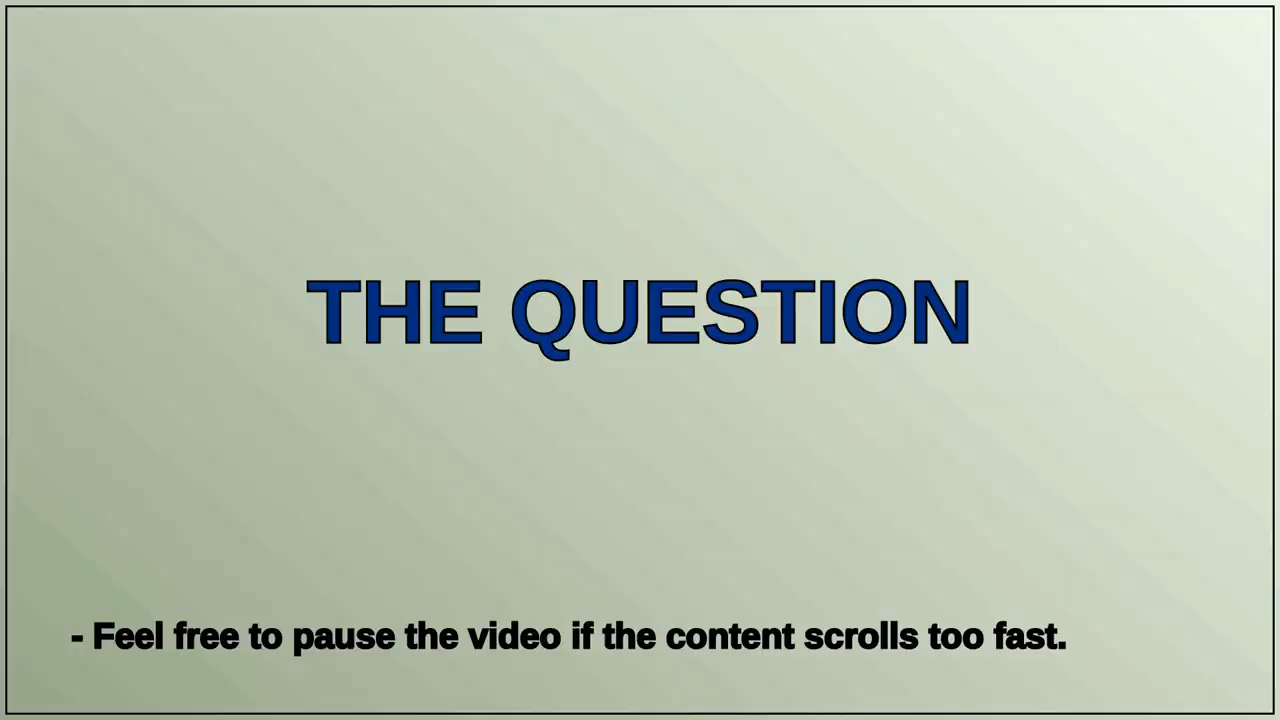 THE QUESTION
- Feel free to pause the video if the content scrolls too fast.